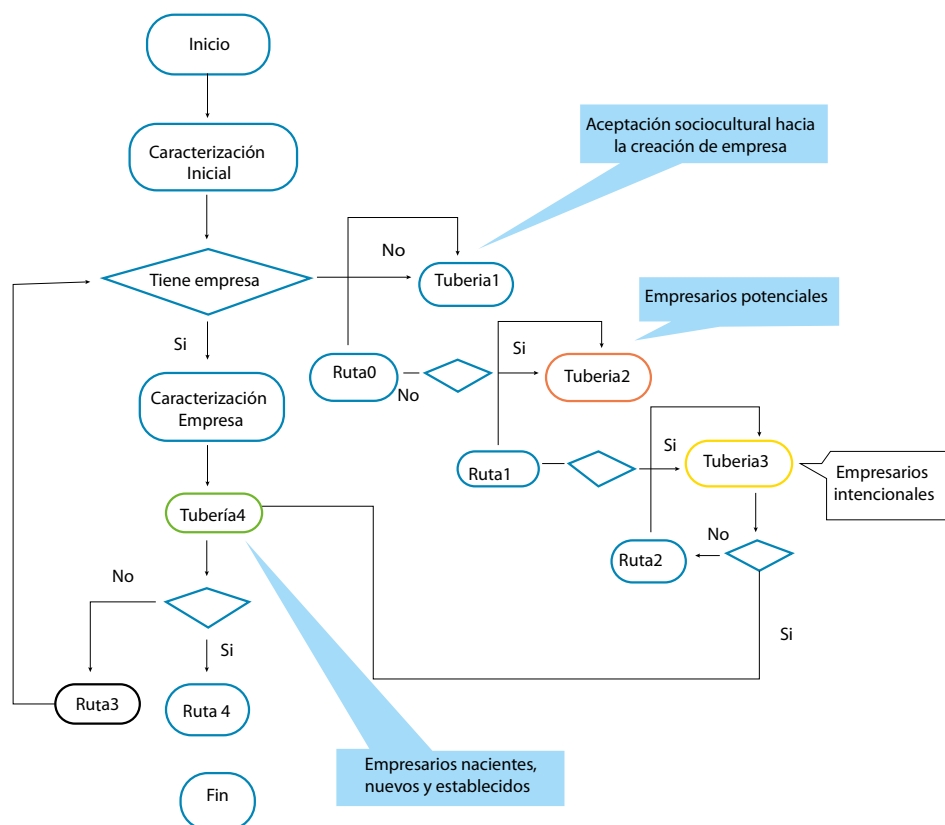 Inicio
Aceptación sociocultural hacia
la creación de empresa
Caracterización
Inicial
No
Tiene empresa
Tuberia1
Empresarios potenciales
Si
Si
Ruta0
No
Tuberia2
Caracterización
Empresa
Si
Tuberia3
Ruta1
Empresarios
intencionales
Tubería4
No
Ruta2
No
Si
Si
Ruta3
Ruta 4
Empresarios nacientes,
nuevos y establecidos
Fin